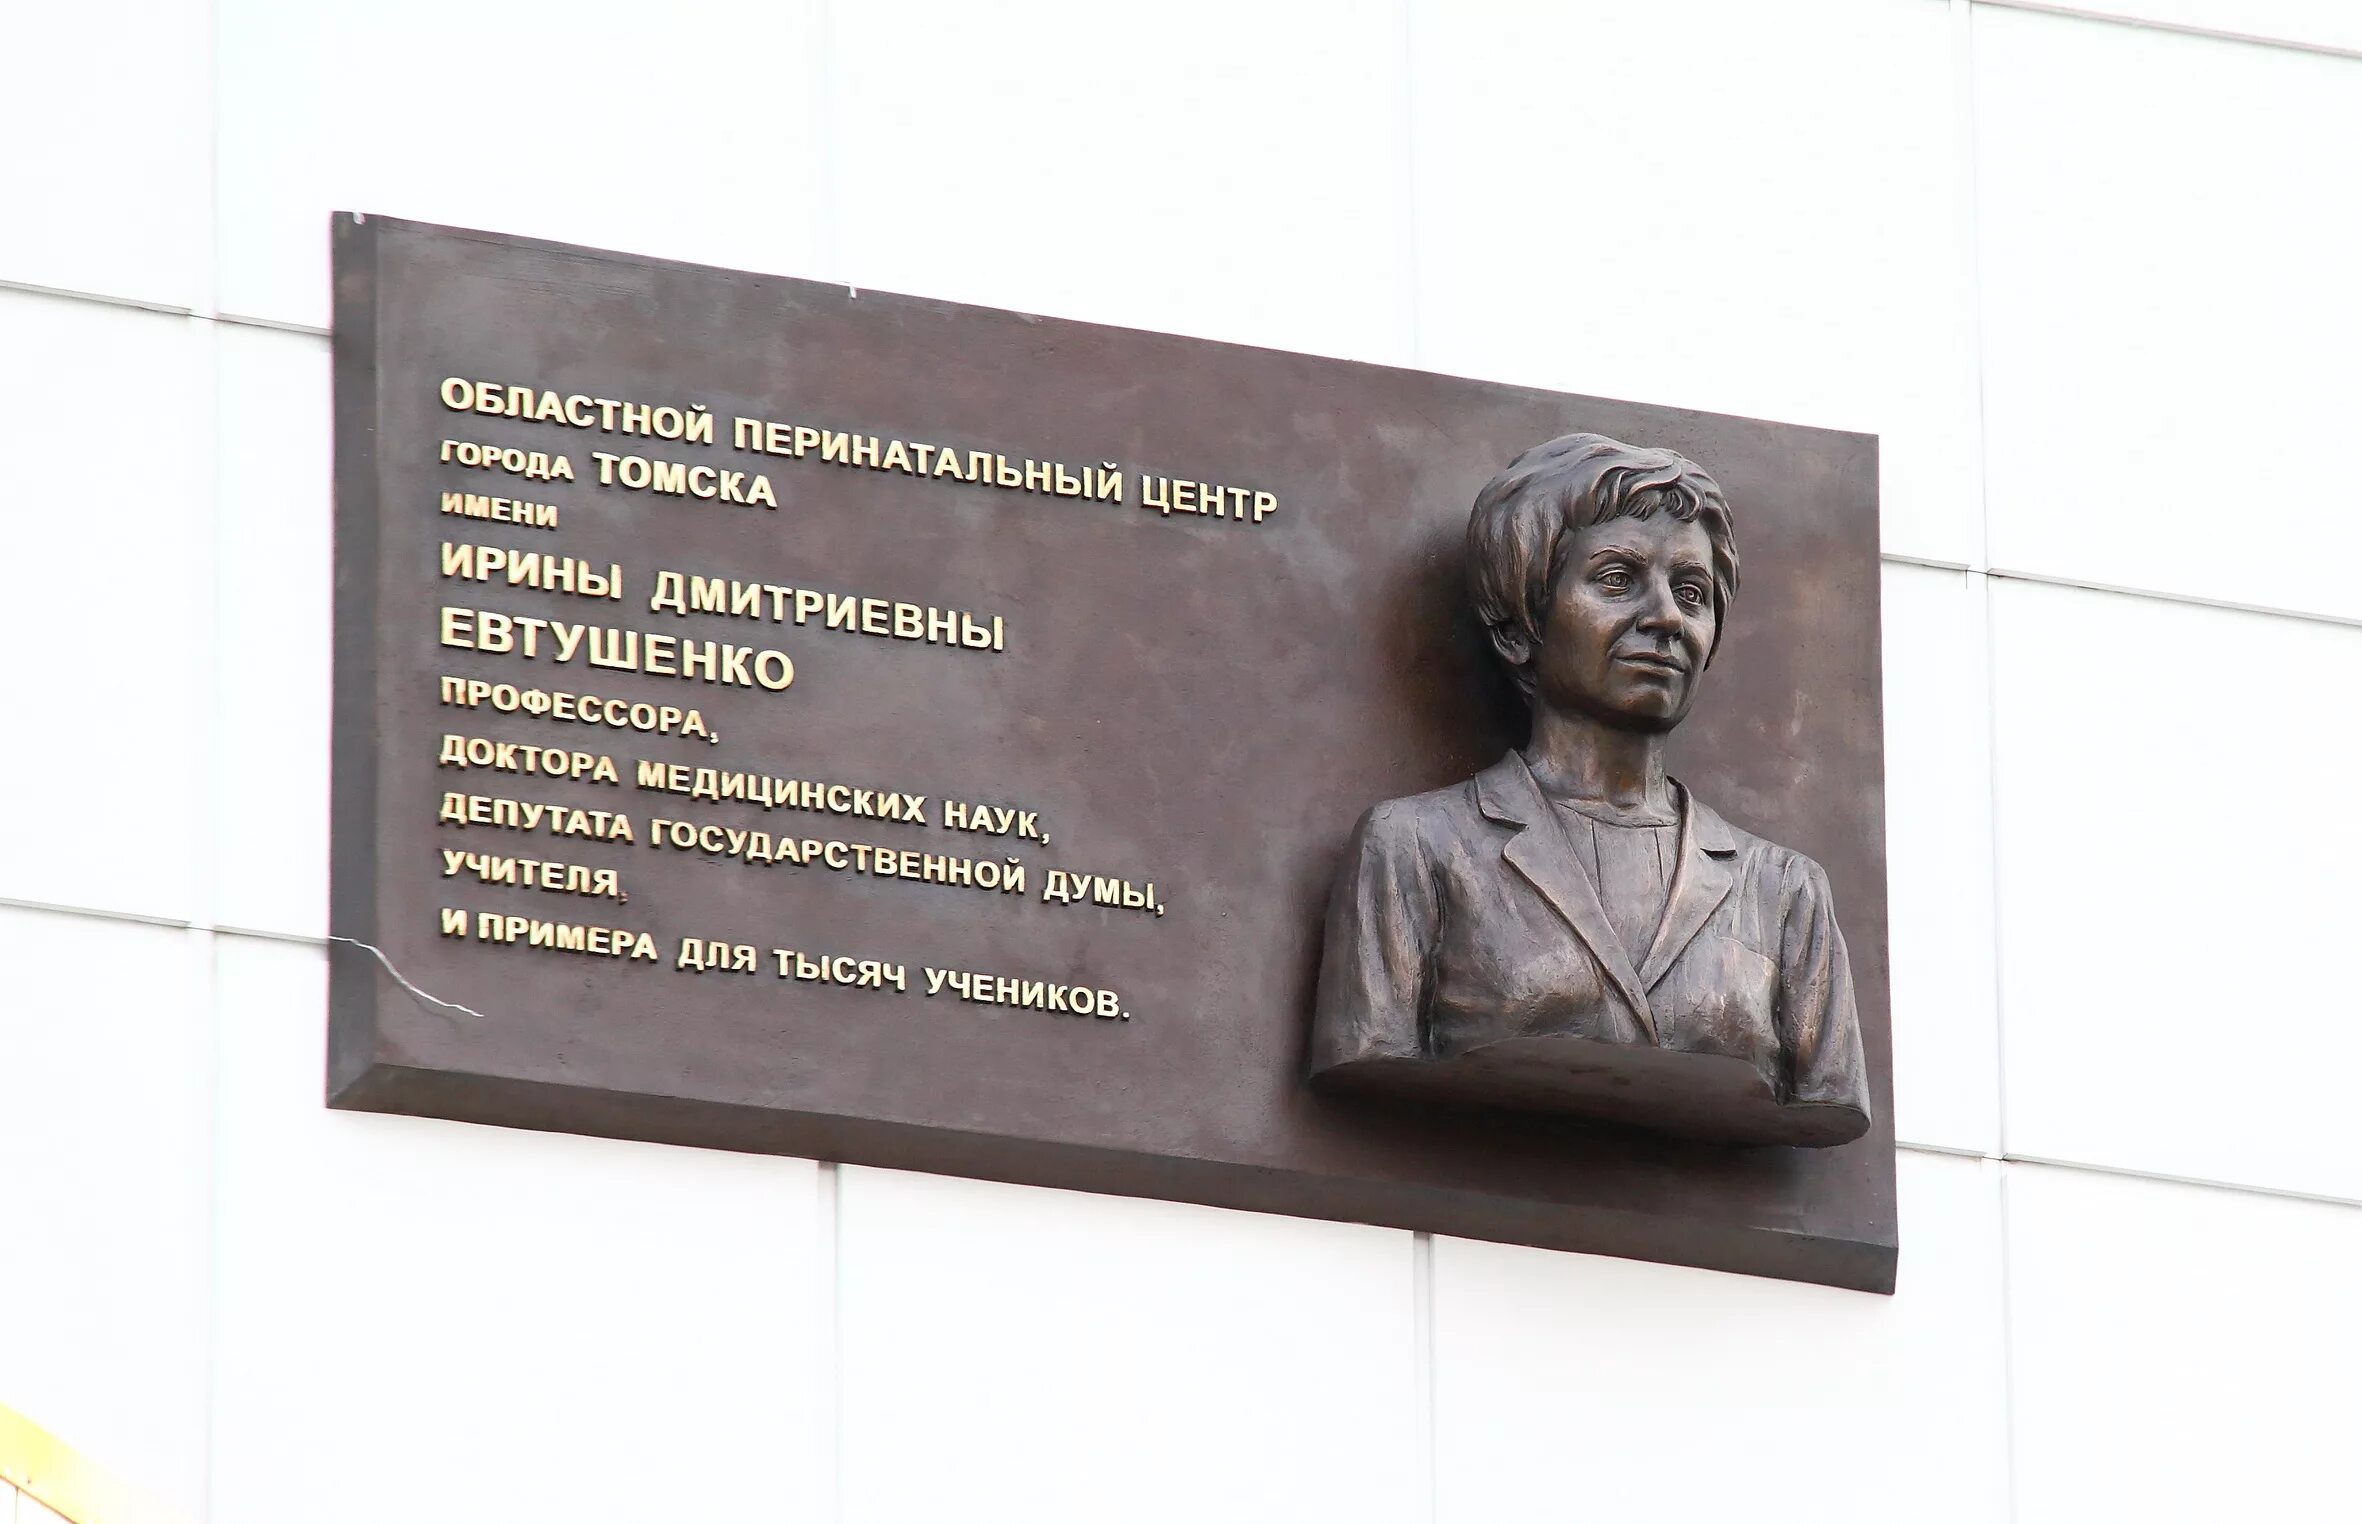 ОБЛАСТНОЙ ПЕРИНАТАЛЬНЫЙ ЦЕНТР
ГОРОДА ТОМСКА
ИМЕНИ
ИРИНЫ ДМИТРИЕВНЫ
ЕВТУШЕНКО
ПРОФЕССОРА,
ДОКТОРА МЕДИЦИНСКИХ НАУК,
ДЕПУТАТА ГОСУДАРСТВЕННОЙ ДУМЫ,
УЧИТЕЛЯ,
И ПРИМЕРА ДЛЯ ТЫСЯЧ УЧЕНИКОВ.